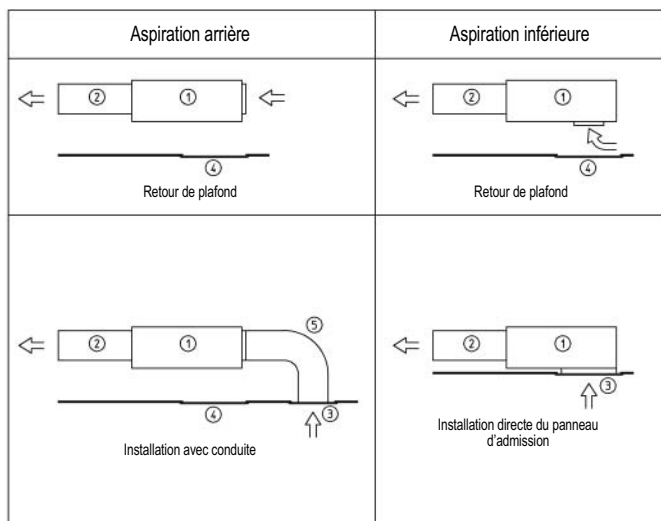 Aspiration arrière
Aspiration inférieure
② ①
④
Retour de plafond
② ①
④
Retour de plafond
⑤
② ①
④ ③
Installation avec conduite
② ①
③
Installation directe du panneau
d'admission